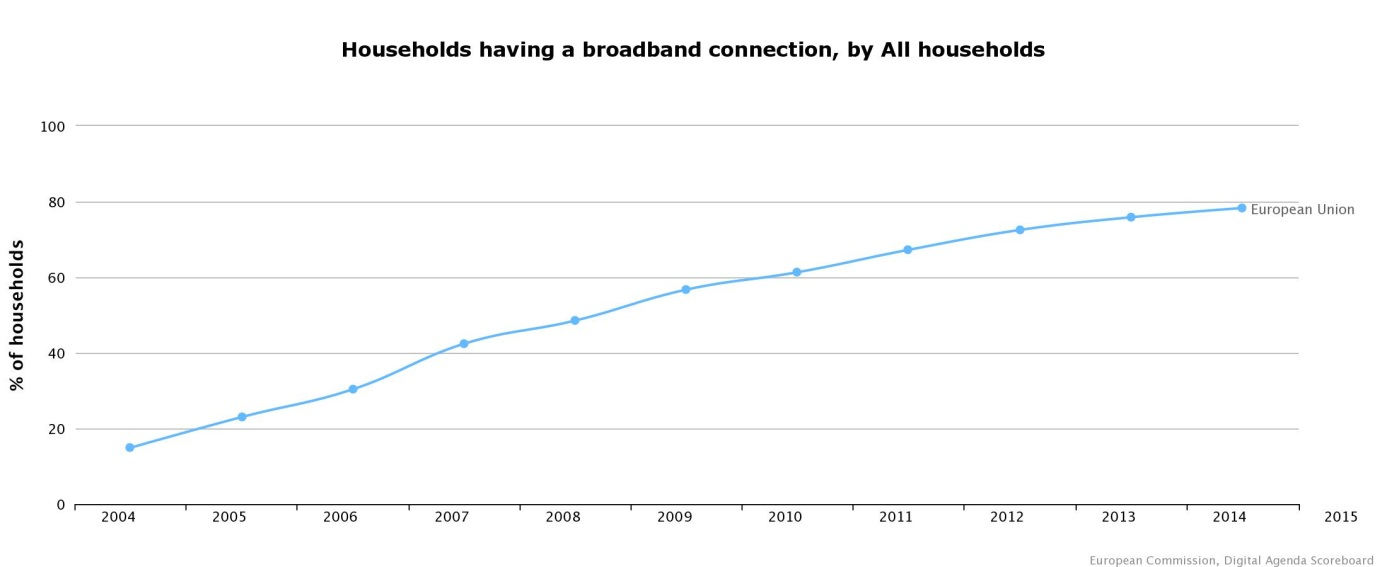 Households having a broadband connection, by All households
% of households
100
80
60
40
20
0
European Union
2004 2005 2006 2007 2008 2009 2010 2011 2012 2013 2014 2015
European Commission, Digital Agenda Scoreboard